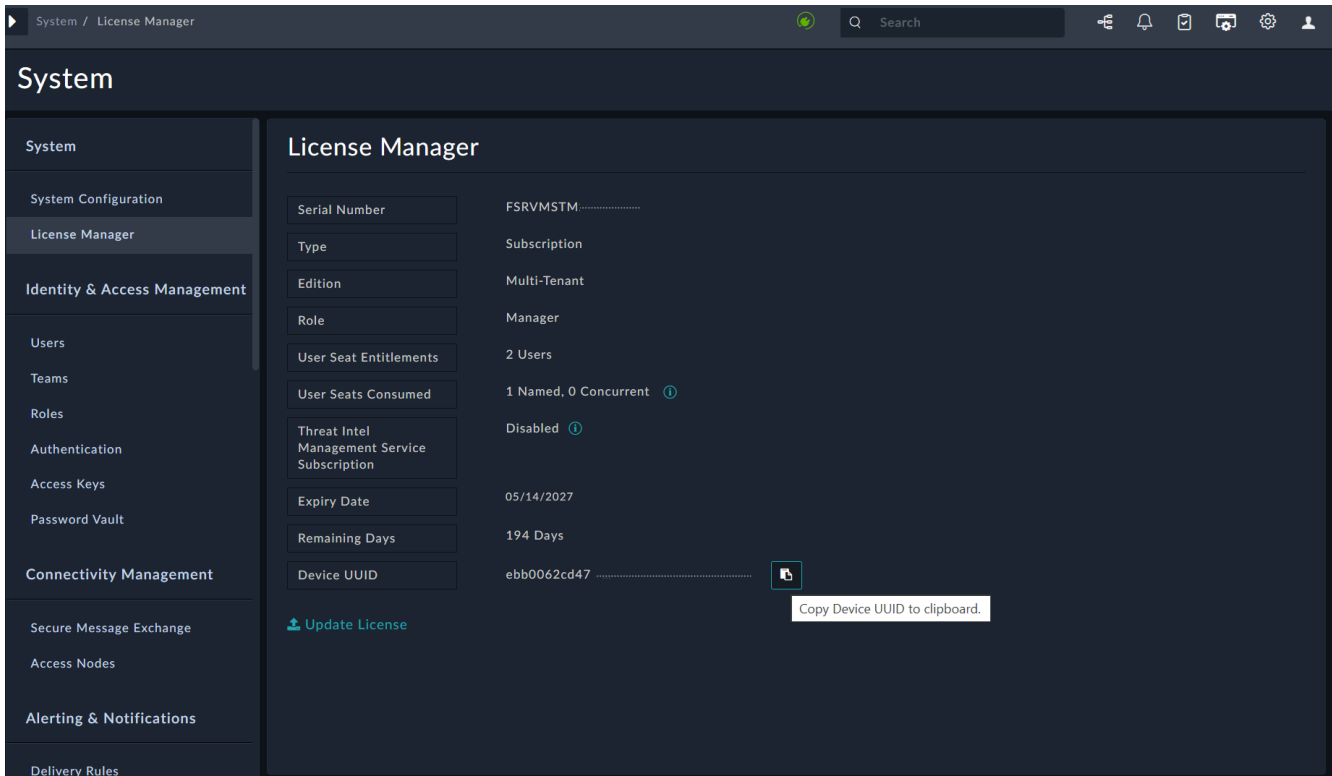 System / License Manager
Search
System
System
System Configuration
License Manager
Identity & Access Management
Users
Teams
Roles
Authentication
Access Keys
Password Vault
Connectivity Management
Secure Message Exchange
Access Nodes
Alerting & Notifications
Delivery Rules
License Manager
Serial Number FSRVMSTM
Type Subscription
Edition Multi-Tenant
Role Manager
User Seat Entitlements 2 Users
User Seats Consumed 1 Named, 0 Concurrent
Threat Intel Disabled
Management Service
Subscription
Expiry Date 05/14/2027
Remaining Days 194 Days
Device UUID ebb0062cd47
Copy Device UUID to clipboard.
Update License